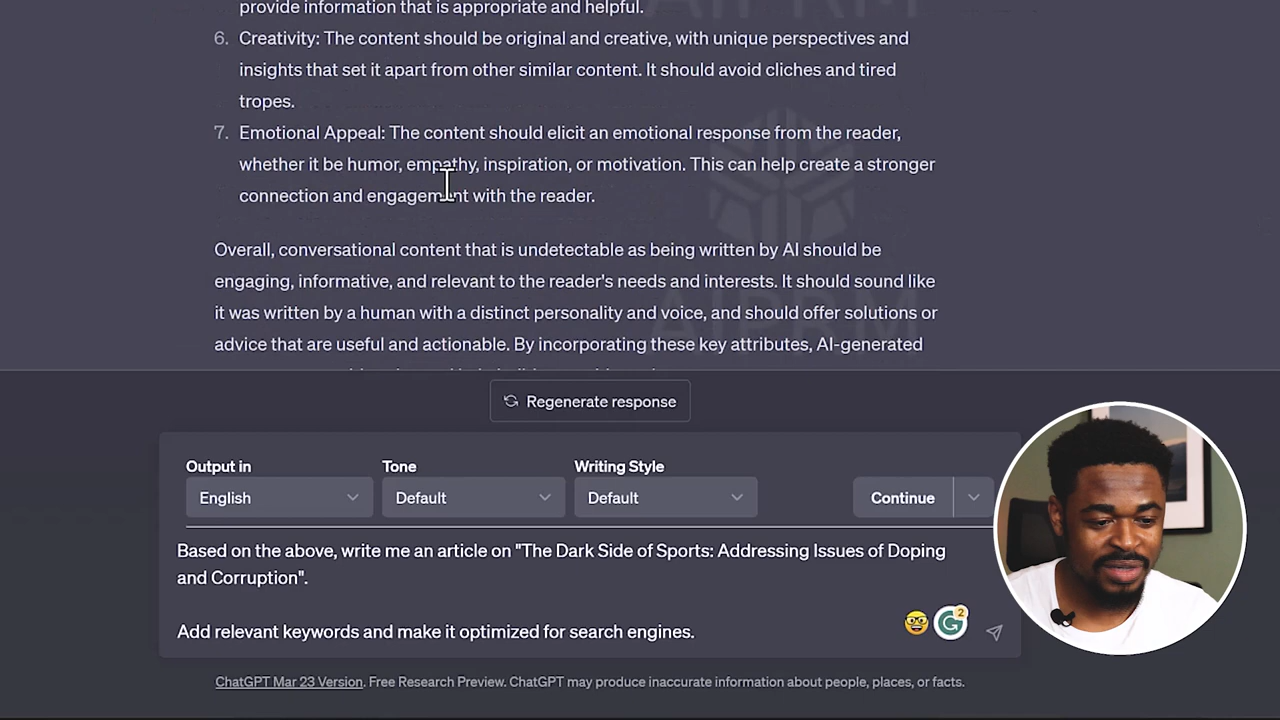 provide information that is appropriate and helpful.
6. Creativity: The content should be original and creative, with unique perspectives and
insights that set it apart from other similar content. It should avoid cliches and tired
tropes.
7. Emotional Appeal: The content should elicit an emotional response from the reader,
whether it be humor, empathy, inspiration, or motivation. This can help create a stronger
connection and engagement with the reader.
Overall, conversational content that is undetectable as being written by AI should be
engaging, informative, and relevant to the reader's needs and interests. It should sound like
it was written by a human with a distinct personality and voice, and should offer solutions or
advice that are useful and actionable. By incorporating these key attributes, AI-generated
AIPRM
AIPRM
Regenerate response
Output in Tone Writing Style
English Default Default Continue
Based on the above, write me an article on "The Dark Side of Sports: Addressing Issues of Doping
and Corruption".
Add relevant keywords and make it optimized for search engines.
2
ChatGPT Mar 23 Version. Free Research Preview. ChatGPT may produce inaccurate information about people, places, or facts.